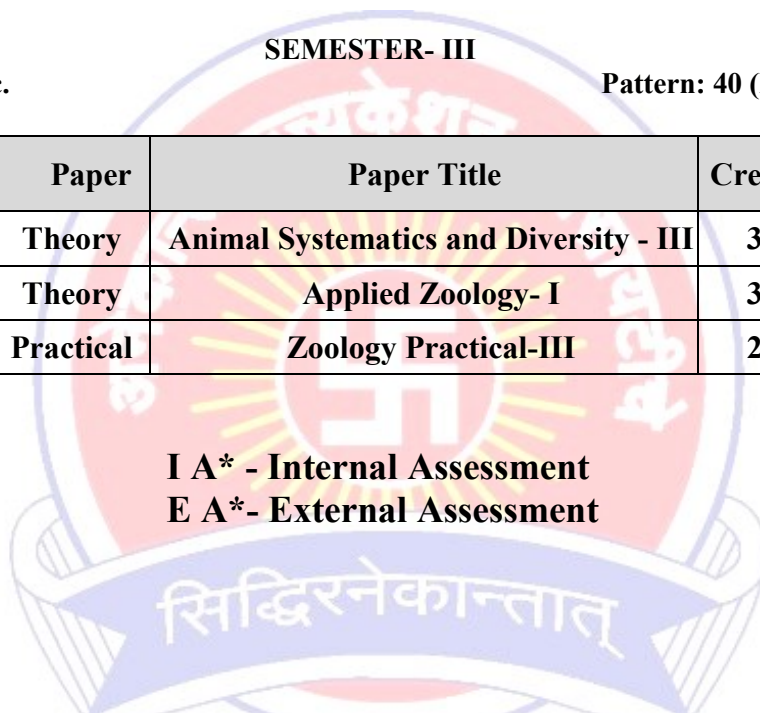 SEMESTER- III
c. Pattern: 40 (
Paper Paper Title Cre
Theory Animal Systematics and Diversity - III 3
Theory Applied Zoology- I 3
Practical Zoology Practical-III 2
I A* - Internal Assessment
E A*- External Assessment
सिद्धिरनेकान्तात्